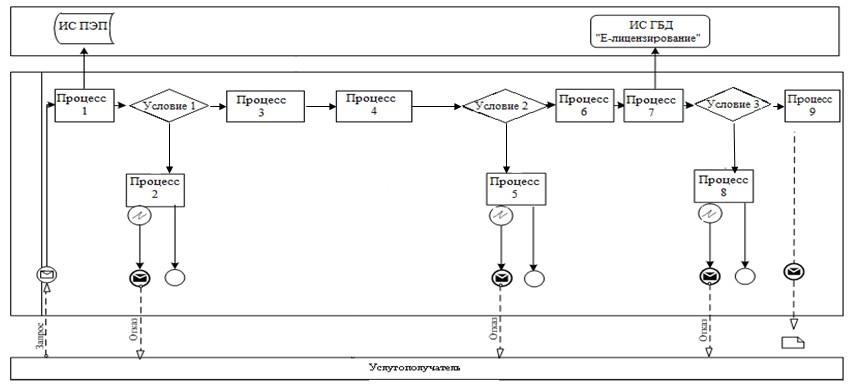 ИС ПЭП
ИС ГБД
"Е-лицензирование"
Процесс
1
Условие 1
Процесс
3
Процесс
4
Условие 2
Процесс
6
Процесс
7
Условие 3
Процесс
9
Процесс
2
Процесс
5
Процесс
8
Запрос
Отказ
Отказ
Отказ
Услугополучатель